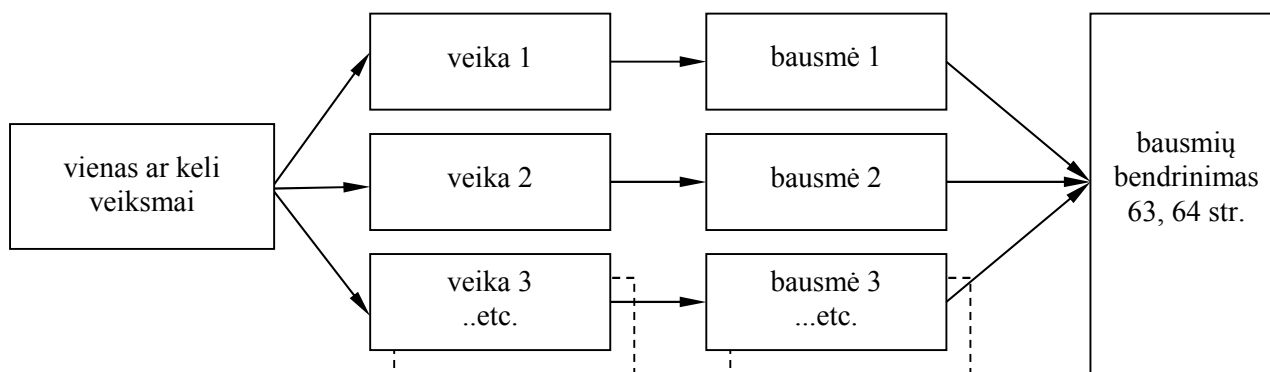 vienas ar keli
veiksmai
veika 1
bausmė 1
veika 2
bausmė 2
veika 3
..etc.
bausmė 3
...etc.
bausmių
bendrinimas
63, 64 str.